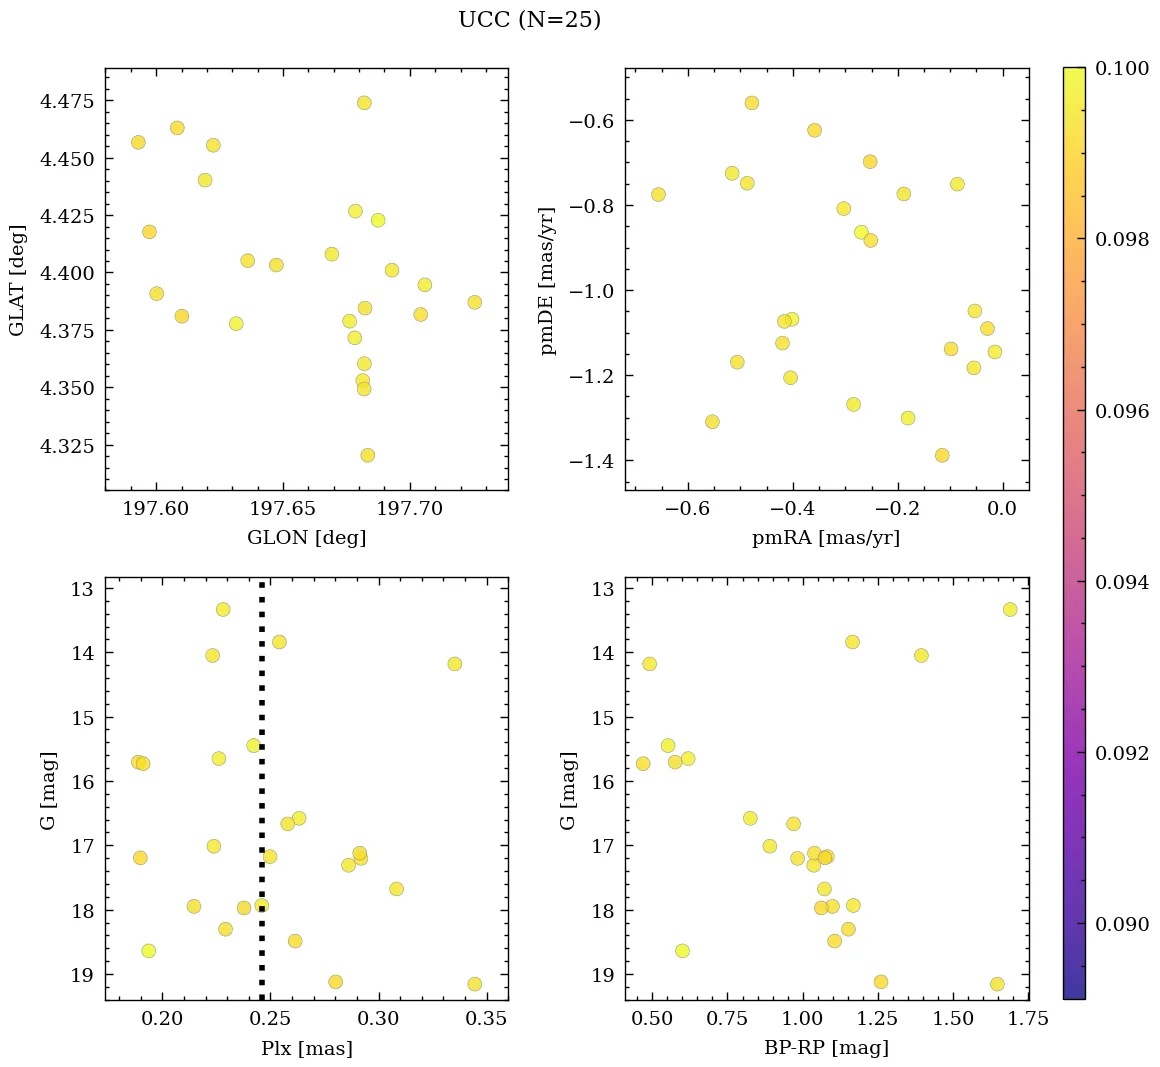 UCC (N=25)
4.475
4.450
4.425
4.400
4.375
4.350
4.325
GLAT [deg]
197.60 197.65 197.70
GLON [deg]
−0.6
−0.8
−1.0
−1.2
−1.4
pmDE [mas/yr]
−0.6 −0.4 −0.2 0.0
pmRA [mas/yr]
0.100
0.098
0.096
0.094
0.092
0.090
13
14
15
16
17
18
19
G [mag]
0.20 0.25 0.30 0.35
Plx [mas]
13
14
15
16
17
18
19
G [mag]
0.50 0.75 1.00 1.25 1.50 1.75
BP-RP [mag]